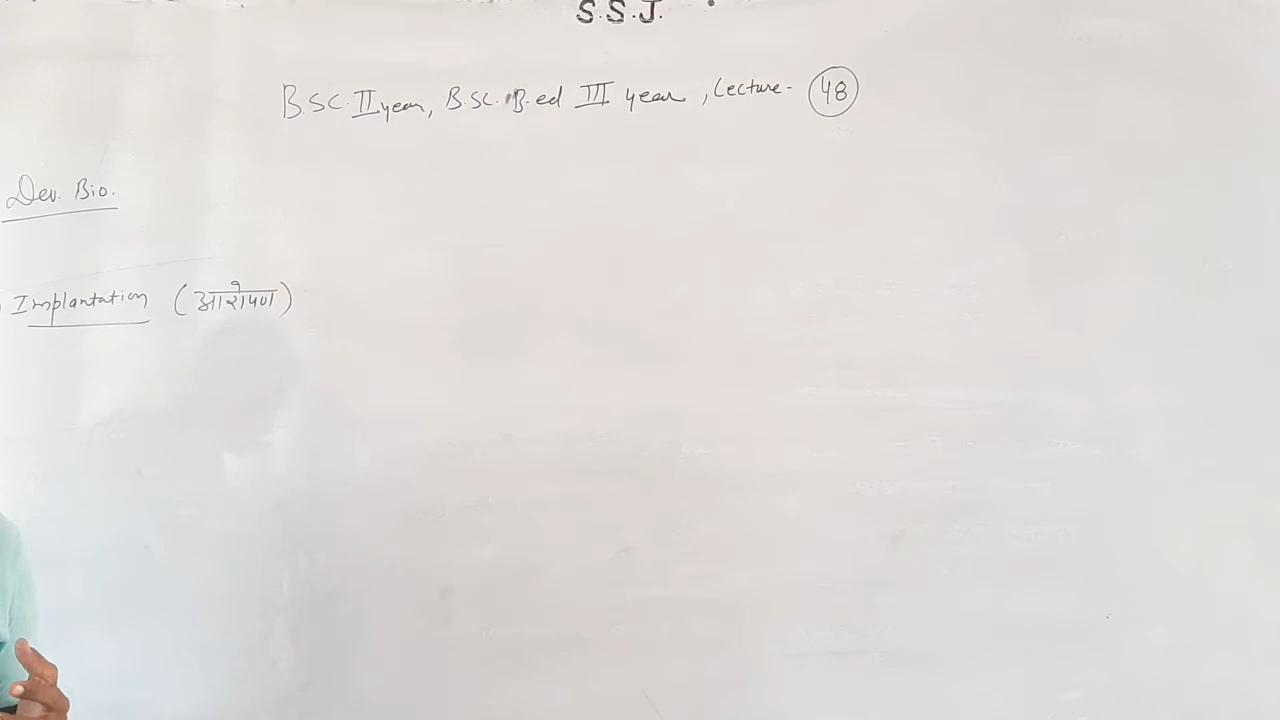 S.S.J.
B.SC. II year, B.SC. B.ed III year, Lecture- 48
Dev. Bio.
Implantation (आरोपण)